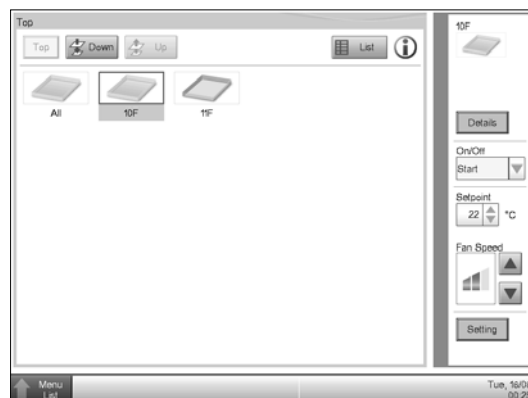 Top
Top Down Up List
All 10F 11F
10F
Details
On/Off
Start
Setpoint
22 °C
Fan Speed
Setting
Menu
List
Tue, 16/0
00:2